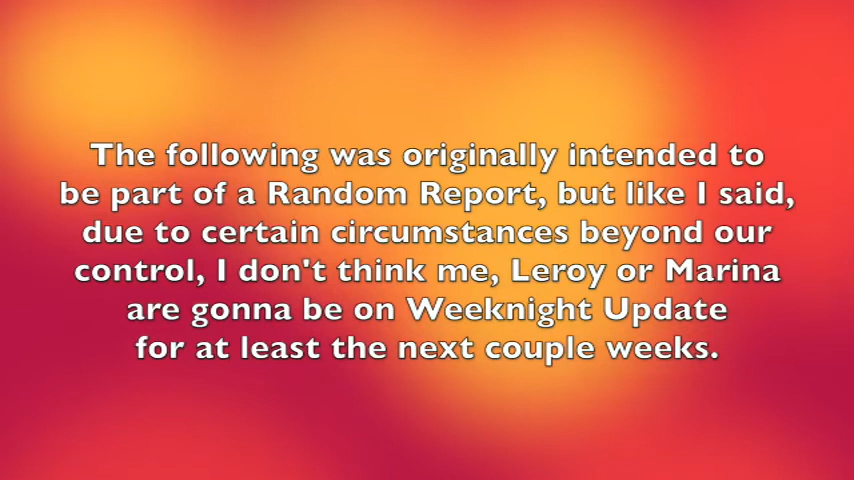 The following was originally intended to
be part of a Random Report, but like I said,
due to certain circumstances beyond our
control, I don't think me, Leroy or Marina
are gonna be on Weeknight Update
for at least the next couple weeks.